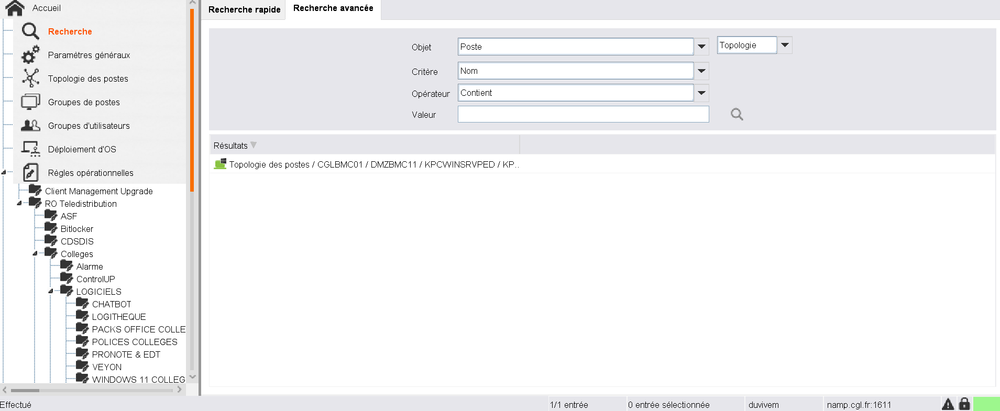 Accueil
Recherche
Paramètres généraux
Topologie des postes
Groupes de postes
Groupes d'utilisateurs
Déploiement d'OS
Règles opérationnelles
Client Management Upgrade
RO Teledistribution
ASF
Bitlocker
CDSDIS
Colleges
Alarme
ControlUP
LOGICIELS
CHATBOT
LOGITHEQUE
PACKS OFFICE COLLE
POLICES COLLEGES
PRONOTE & EDT
VEYON
WINDOWS 11 COLLEG
Recherche rapide
Recherche avancée
Objet
Poste
Topologie
Critère
Nom
Opérateur
Contient
Valeur
Résultats
Topologie des postes / CGLBMC01 / DMZBMC11 / KPCWINSRVPED / KP..
Effectué
1/1 entrée
0 entrée sélectionnée
duvivem
namp.cgl.fr:1611